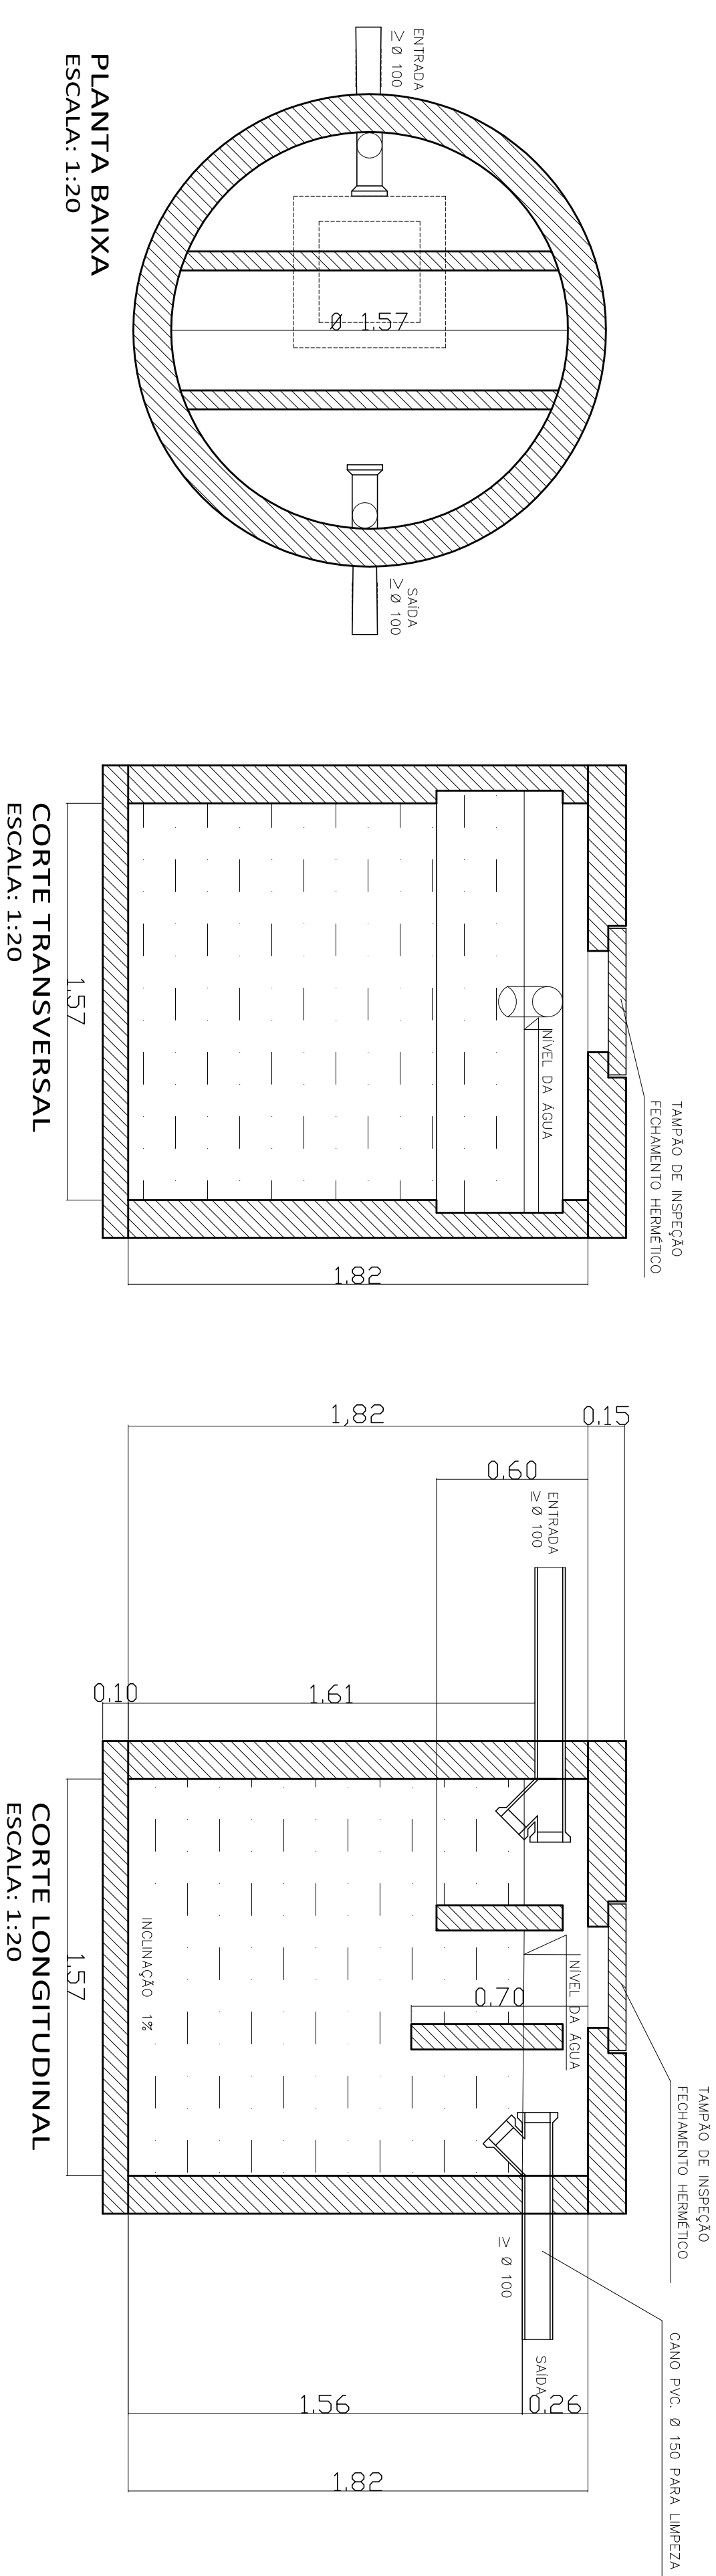 ENTRADA
≥ Ø 100
Ø 1.57
SAÍDA
≥ Ø 100
PLANTA BAIXA
ESCALA: 1:20
TAMPÃO DE INSPEÇÃO
FECHAMENTO HERMÉTICO
NÍVEL DA ÁGUA
1.82
1.57
CORTE TRANSVERSAL
ESCALA: 1:20
TAMPÃO DE INSPEÇÃO
FECHAMENTO HERMÉTICO
CANO PVC. Ø 150 PARA LIMPEZA
0.15
1,82
0.60
ENTRADA
≥ Ø 100
NÍVEL DA ÁGUA
0.70
1.61
0.10
INCLINAÇÃO 1%
≥ Ø 100
SAÍDA
0.26
1.56
1.82
1.57
CORTE LONGITUDINAL
ESCALA: 1:20